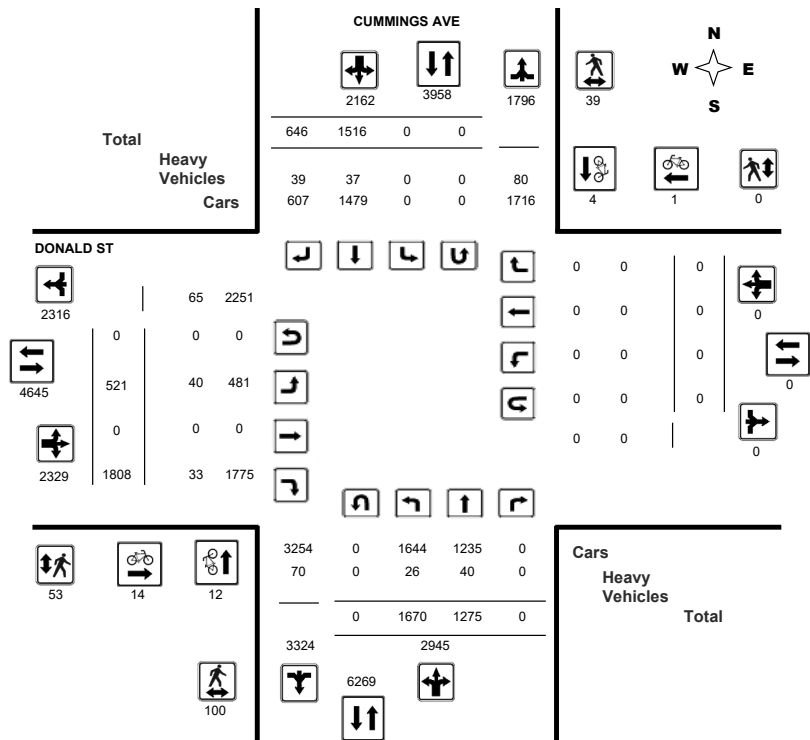 CUMMINGS AVE
N
W E
S
2162 3958 1796 39
646 1516 0 0
Total
Heavy
Vehicles 39 37 0 0 80
Cars 607 1479 0 0 1716
4 1 0
DONALD ST
2316 65 2251
0 0 0
4645 521 40 481
0 0 0
2329 1808 33 1775
0 0 0
0 0 0 0
0 0 0
0 0 0 0
0 0 0
3254 0 1644 1235 0
70 0 26 40 0
0 1670 1275 0
3324 2945
6269
53 14 12
100
Cars
Heavy
Vehicles
Total